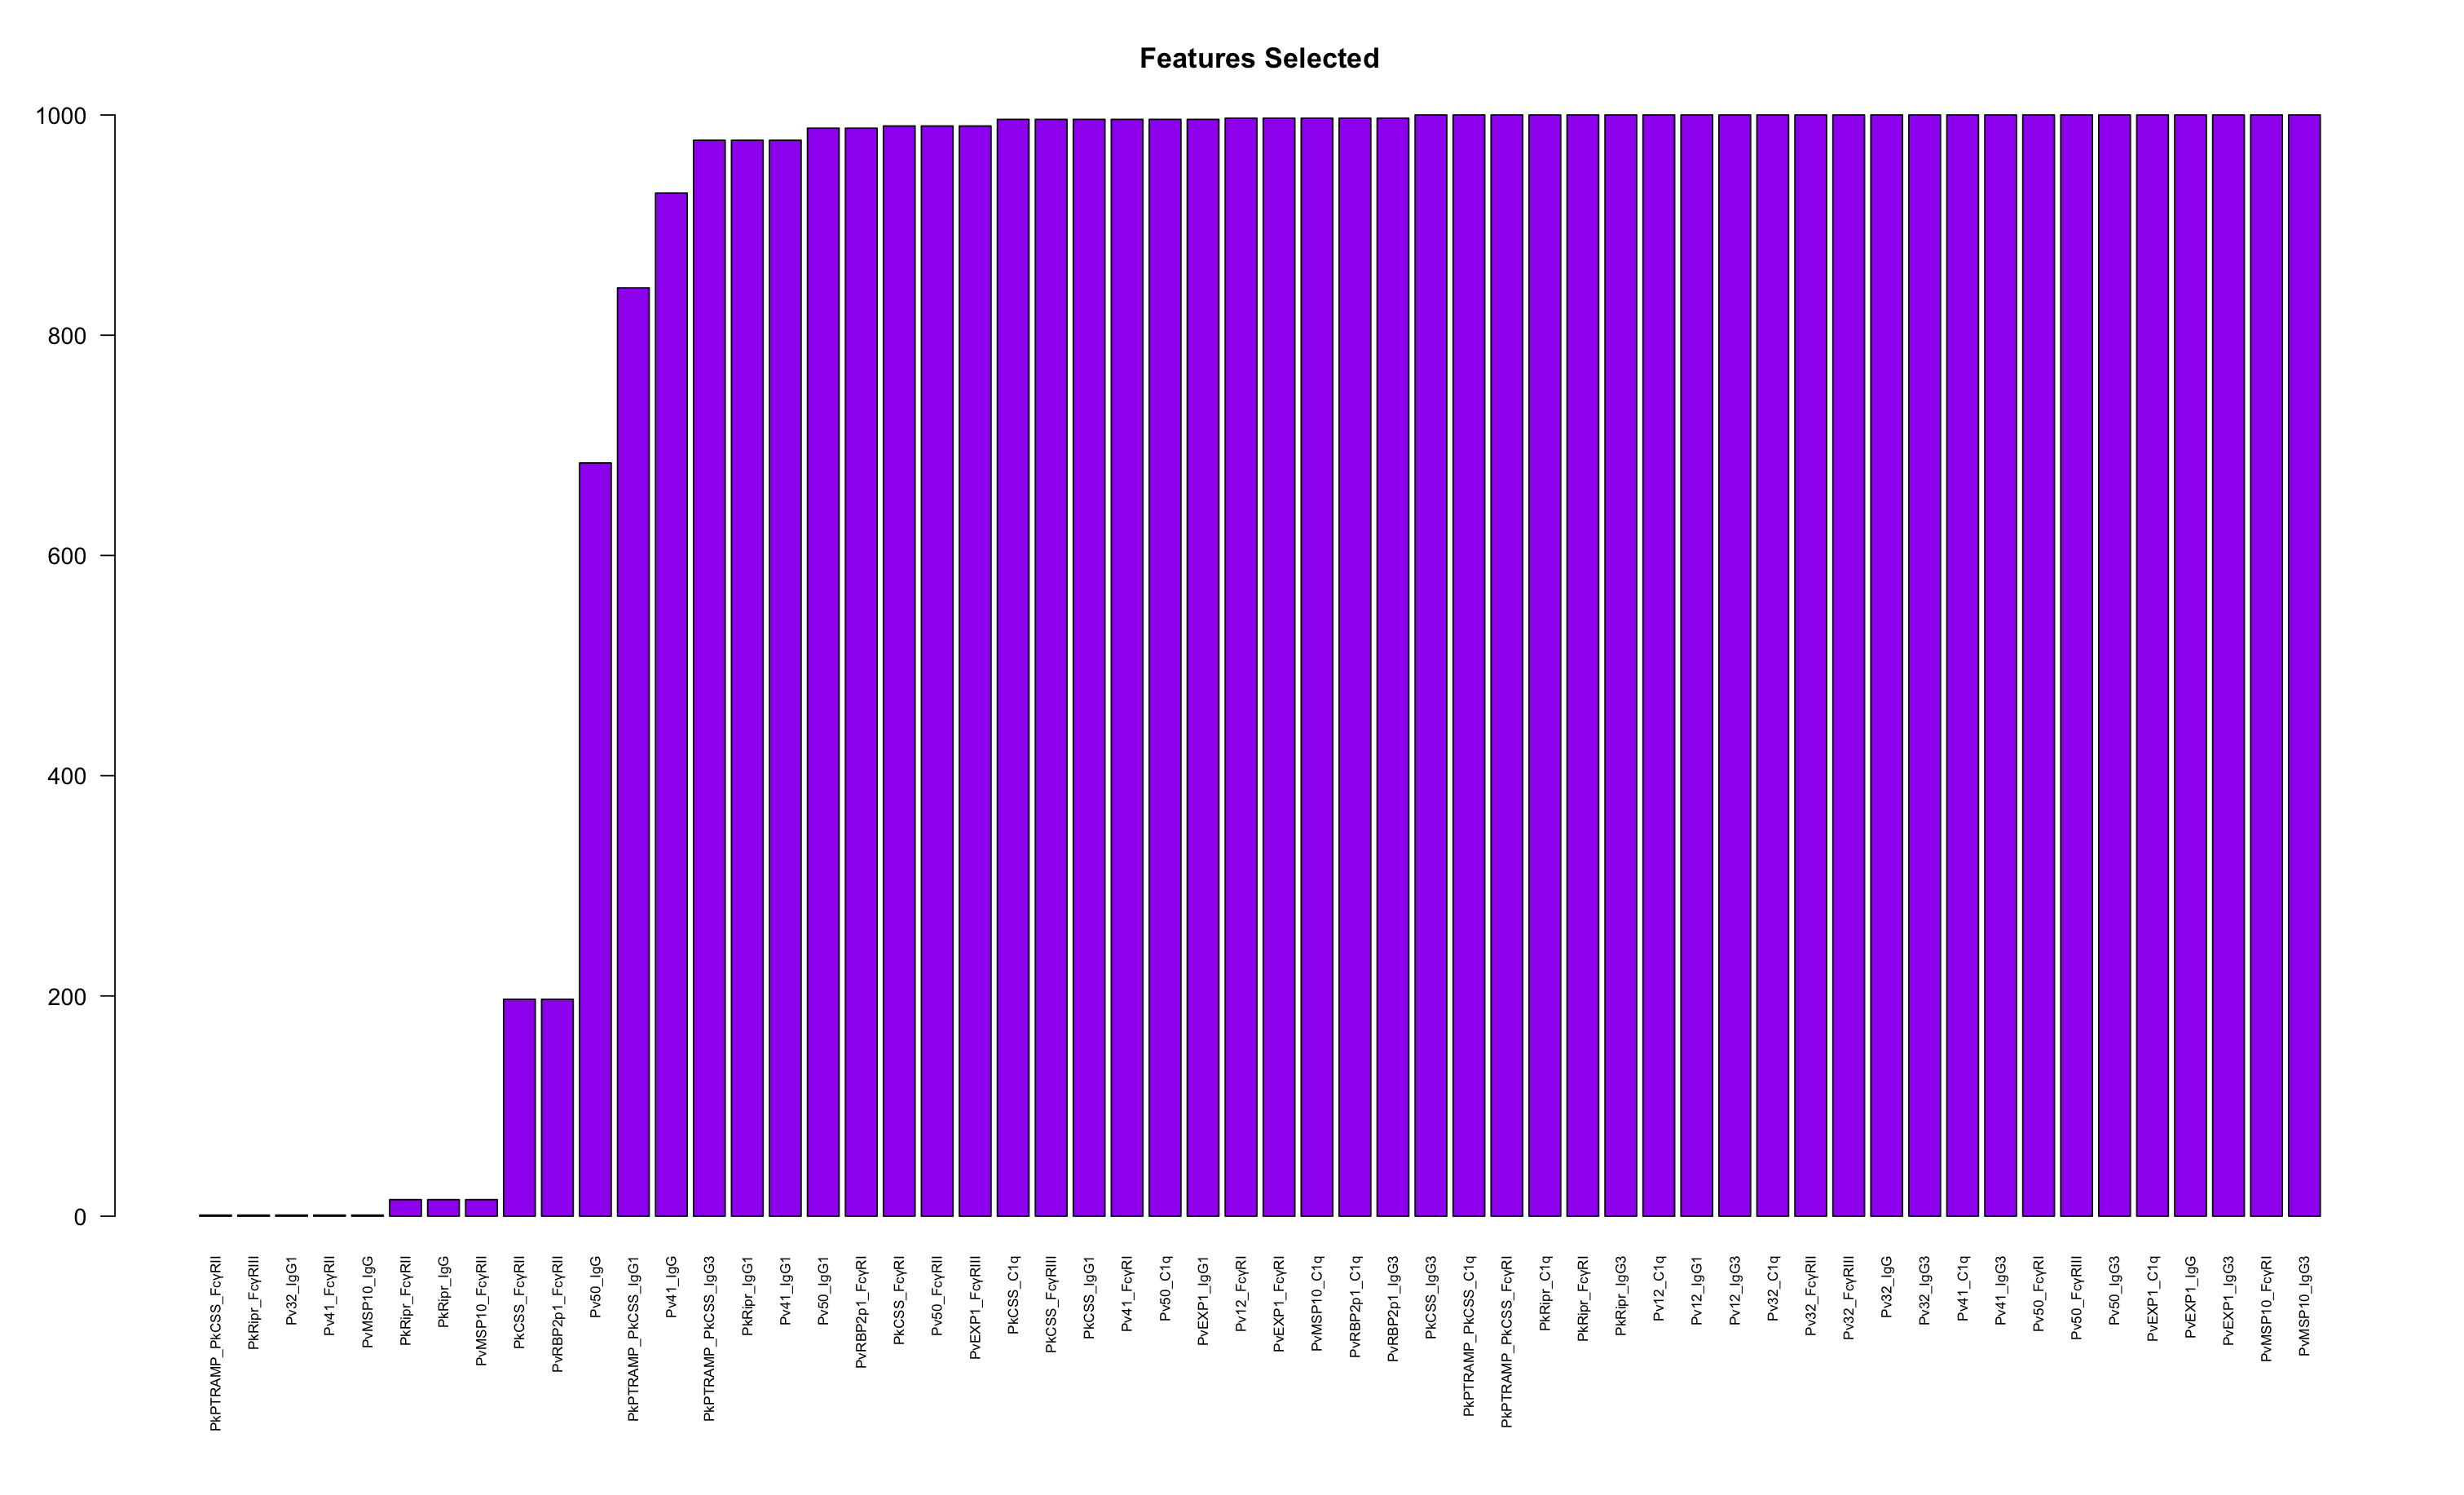 Features Selected
1000
800
600
400
200
0
PkPTRAMP_PkCSS_FcγRII
PkRipr_FcγRIII
Pv32_IgG1
Pv41_FcγRII
PvMSP10_IgG
PkRipr_FcγRII
PkRipr_IgG
PvMSP10_FcγRII
PkCSS_FcγRII
PvRBP2p1_FcγRII
Pv50_IgG
PkPTRAMP_PkCSS_IgG1
Pv41_IgG
PkPTRAMP_PkCSS_IgG3
PkRipr_IgG1
Pv41_IgG1
Pv50_IgG1
PvRBP2p1_FcγRI
PkCSS_FcγRI
Pv50_FcγRII
PvEXP1_FcγRIII
PkCSS_C1q
PkCSS_FcγRIII
PkCSS_IgG1
Pv41_FcγRI
Pv50_C1q
PvEXP1_IgG1
Pv12_FcγRI
PvEXP1_FcγRI
PvMSP10_C1q
PvRBP2p1_C1q
PvRBP2p1_IgG3
PkCSS_IgG3
PkPTRAMP_PkCSS_C1q
PkPTRAMP_PkCSS_FcγRI
PkRipr_C1q
PkRipr_FcγRI
PkRipr_IgG3
Pv12_C1q
Pv12_IgG1
Pv12_IgG3
Pv32_C1q
Pv32_FcγRII
Pv32_FcγRIII
Pv32_IgG
Pv32_IgG3
Pv41_C1q
Pv41_IgG3
Pv50_FcγRI
Pv50_FcγRIII
Pv50_IgG3
PvEXP1_C1q
PvEXP1_IgG
PvEXP1_IgG3
PvMSP10_FcγRI
PvMSP10_IgG3